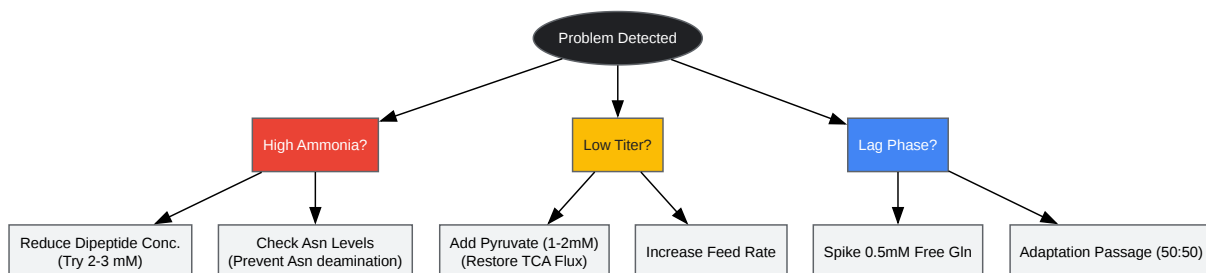 Problem Detected
High Ammonia?
Low Titer?
Lag Phase?
Reduce Dipeptide Conc.
(Try 2-3 mM)
Check Asn Levels
(Prevent Asn deamination)
Add Pyruvate (1-2mM)
(Restore TCA Flux)
Increase Feed Rate
Spike 0.5mM Free Gln
Adaptation Passage (50:50)